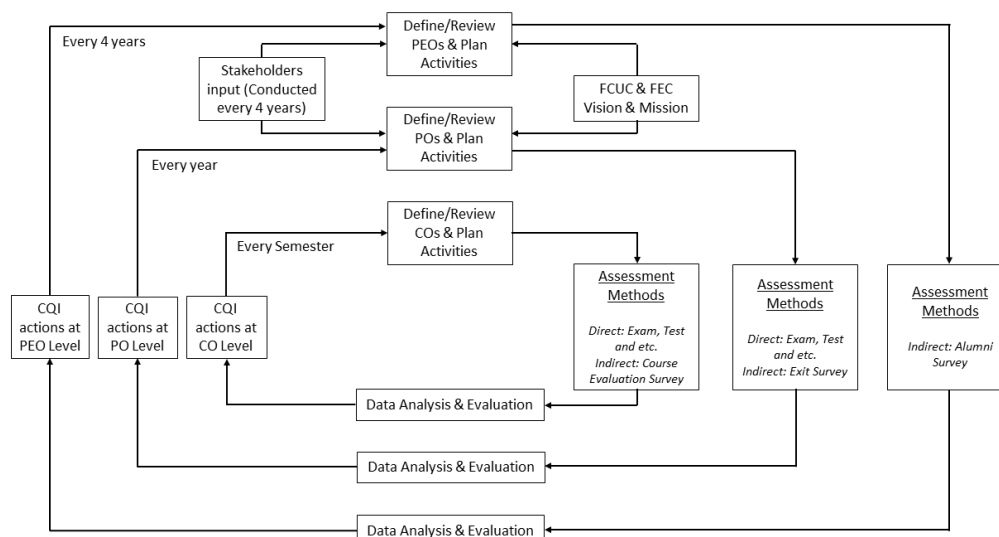 Every 4 years
Define/Review
PEOs & Plan
Activities
Stakeholders
input (Conducted
every 4 years)
FCUC & FEC
Vision & Mission
Define/Review
POs & Plan
Activities
Every year
Define/Review
COs & Plan
Activities
Every Semester
CQI
actions at
PEO Level
CQI
actions at
PO Level
CQI
actions at
CO Level
Assessment
Methods
Direct: Exam, Test
and etc.
Indirect: Course
Evaluation Survey
Assessment
Methods
Direct: Exam, Test
and etc.
Indirect: Exit Survey
Assessment
Methods
Indirect: Alumni
Survey
Data Analysis & Evaluation
Data Analysis & Evaluation
Data Analysis & Evaluation